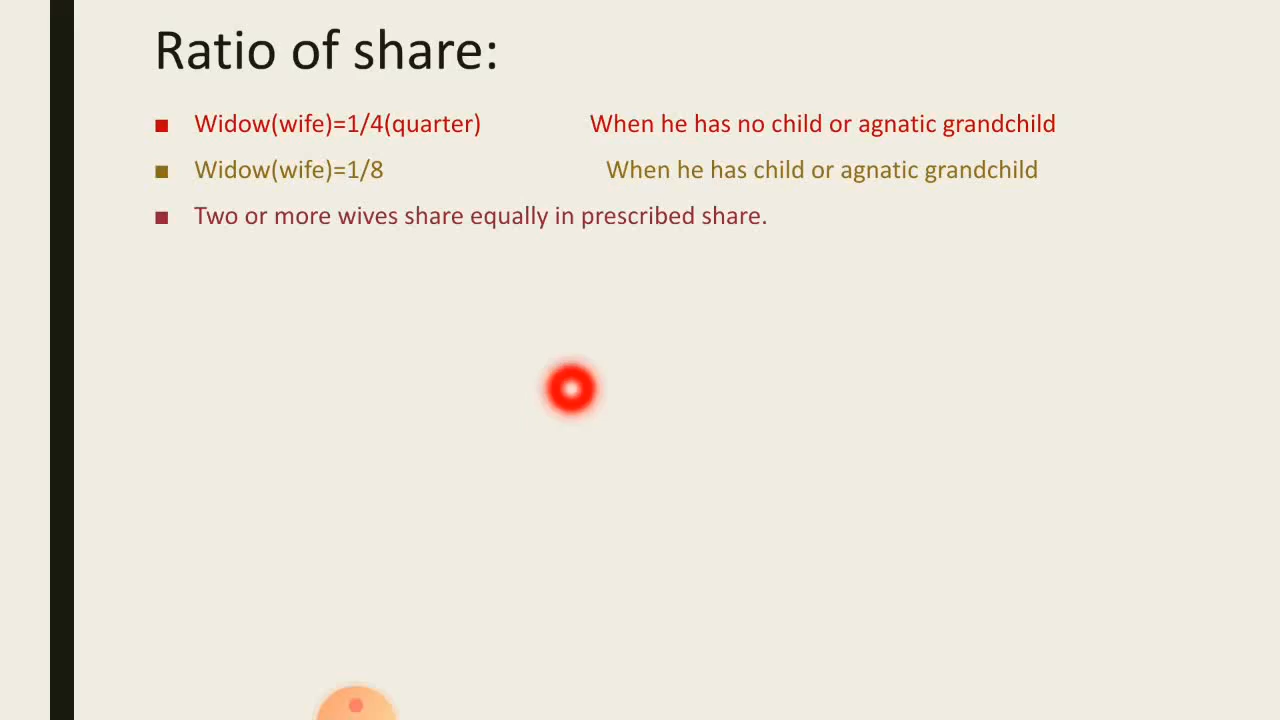 Ratio of share:
Widow(wife)=1/4(quarter) When he has no child or agnatic grandchild
Widow(wife)=1/8 When he has child or agnatic grandchild
Two or more wives share equally in prescribed share.